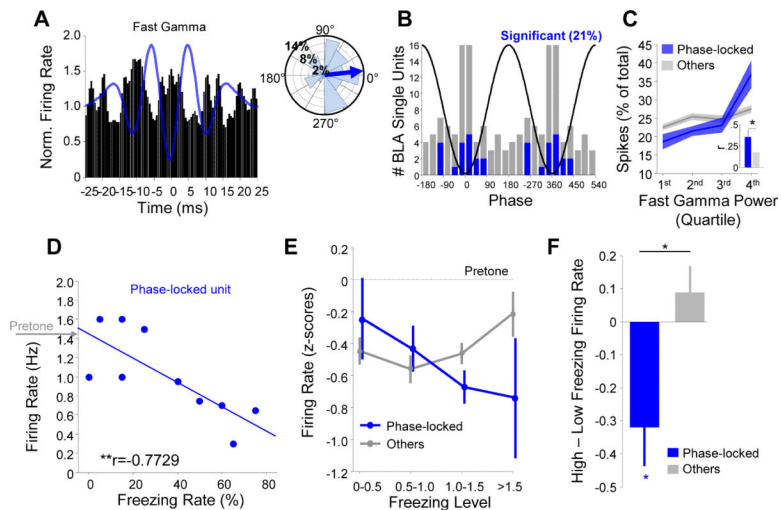 A
Fast Gamma
Norm. Firing Rate
2.0
1.5
1.0
0.5
0
-25-20-15-10-5 0 5 10 15 20 25
Time (ms)
90°
14%
8%
2%
180°
0°
270°
B
Significant (21%)
# BLA Single Units
16
14
12
10
8
6
4
2
0
-180 -90 0 90 180 270 360 450 540
Phase
C
Phase-locked
Others
Spikes (% of total)
45
40
35
30
25
20
15
10
.5
.25
0
r
*
1st 2nd 3rd 4th
Fast Gamma Power
(Quartile)
D
Phase-locked unit
Pretone
Firing Rate (Hz)
2.0
1.8
1.6
1.4
1.2
1.0
0.8
0.6
0.4
0.2
0
**r=-0.7729
0 20 40 60 80
Freezing Rate (%)
E
Pretone
Firing Rate (z-scores)
0.2
0
-0.2
-0.4
-0.6
-0.8
-1.0
-1.2
Phase-locked
Others
0-0.5 0.5-1.0 1.0-1.5 >1.5
Freezing Level
F
*
High – Low Freezing Firing Rate
0.2
0.1
0
-0.1
-0.2
-0.3
-0.4
-0.5
*
Phase-locked
Others